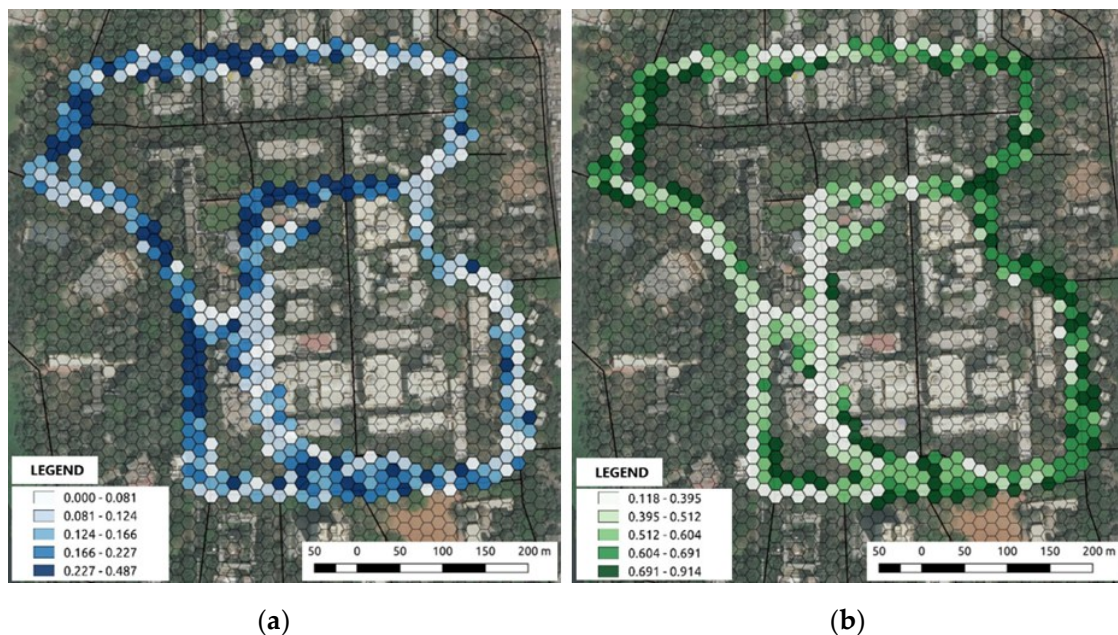 LEGEND
0.000 - 0.081
0.081 - 0.124
0.124 - 0.166
0.166 - 0.227
0.227 - 0.487
50 0 50 100 150 200 m
(a)
LEGEND
0.118 - 0.395
0.395 - 0.512
0.512 - 0.604
0.604 - 0.691
0.691 - 0.914
50 0 50 100 150 200 m
(b)